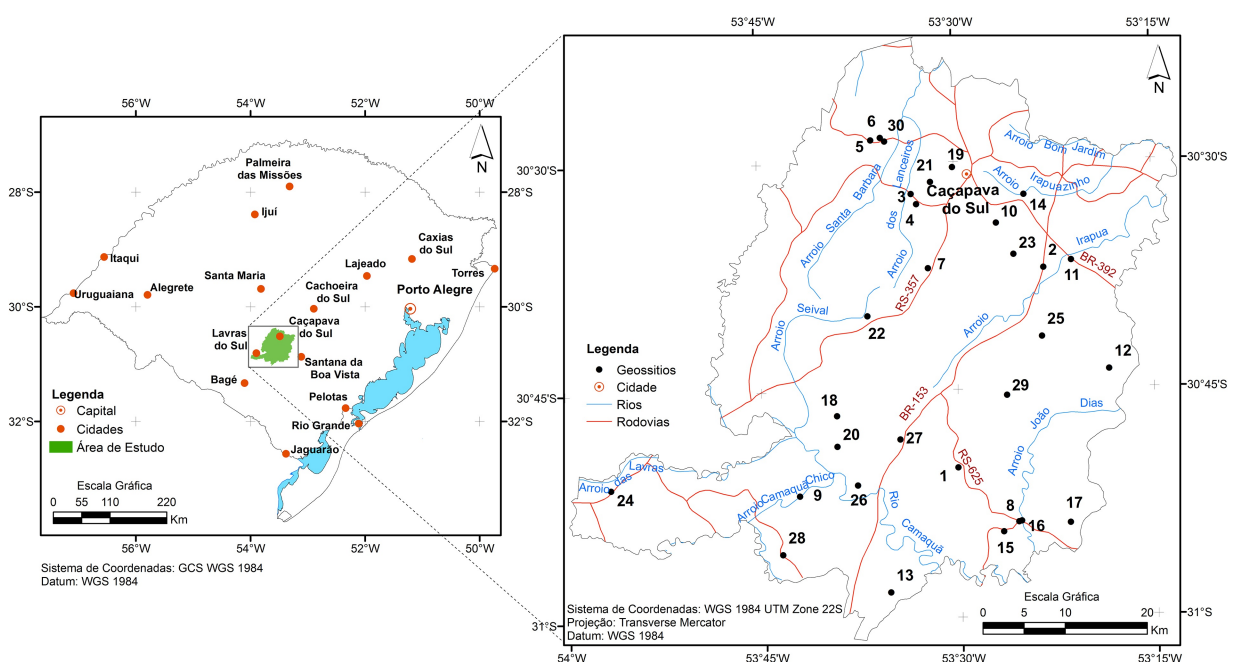 56°W
54°W
52°W
50°W
N
Palmeira
das Missões
28°S
28°S
Ijuí
Caxias
do Sul
Itaqui
Lajeado
Torres
Santa Maria
Uruguaiana
Alegrete
Cachoeira
do Sul
Porto Alegre
30°S
30°S
Caçapava
do Sul
Lavras
do Sul
Santana da
Boa Vista
Bagé
Pelotas
Rio Grande
Jaguarão
32°S
32°S
Legenda
Capital
Cidades
Área de Estudo
Escala Gráfica
0 55 110 220
Km
56°W
54°W
52°W
50°W
Sistema de Coordenadas: GCS WGS 1984
Datum: WGS 1984
53°45'W
53°30'W
53°15'W
N
6
30
5
Arroio Bom Jardim
30°30'S
30°30'S
Lanceiros
dos
Arroio
21
19
Arroio Santa Barbara
Arroio Irapuazinho
3
4
Caçapava
do Sul
14
10
23
2
11
Irapua
Arroio
BR-392
7
RS-357
Seival
Arroio
22
25
12
Legenda
Geossitios
Cidade
Rios
Rodovias
30°45'S
30°45'S
29
BR-153
18
20
27
Arroio João Dias
1
RS-625
Arroio das Lavras
24
Arroio Camaquã Chico
9
26
Rio Camaquã
8
16
15
17
28
13
Escala Gráfica
0 5 10 20
Km
Sistema de Coordenadas: WGS 1984 UTM Zone 22S
Projeção: Transverse Mercator
Datum: WGS 1984
31°S
31°S
54°W
53°45'W
53°30'W
53°15'W